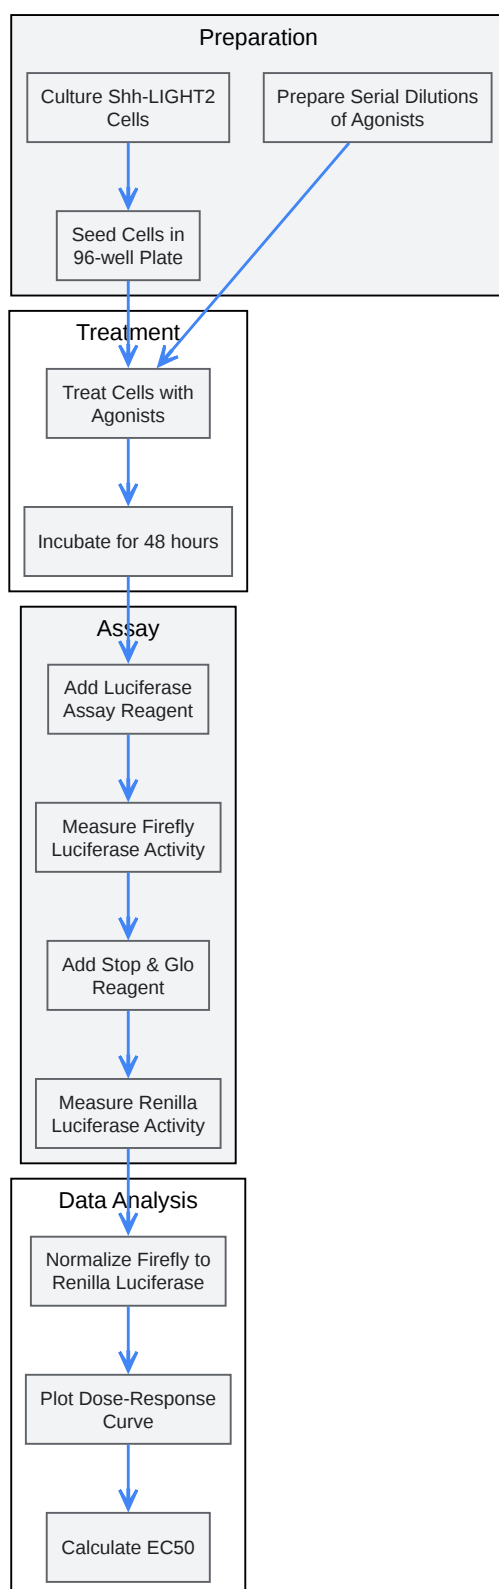 Preparation
Culture Shh-LIGHT2
Cells
Prepare Serial Dilutions
of Agonists
Seed Cells in
96-well Plate
Treatment
Treat Cells with
Agonists
Incubate for 48 hours
Assay
Add Luciferase
Assay Reagent
Measure Firefly
Luciferase Activity
Add Stop & Glo
Reagent
Measure Renilla
Luciferase Activity
Data Analysis
Normalize Firefly to
Renilla Luciferase
Plot Dose-Response
Curve
Calculate EC50